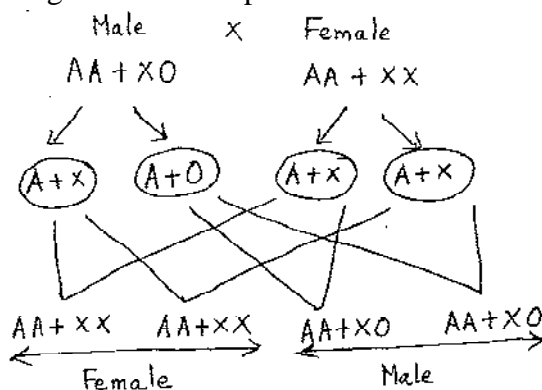 Male × Female
AA + XO AA + XX
A+X A+O A+X A+X
AA+XX AA+XX AA+XO AA+XO
Female Male